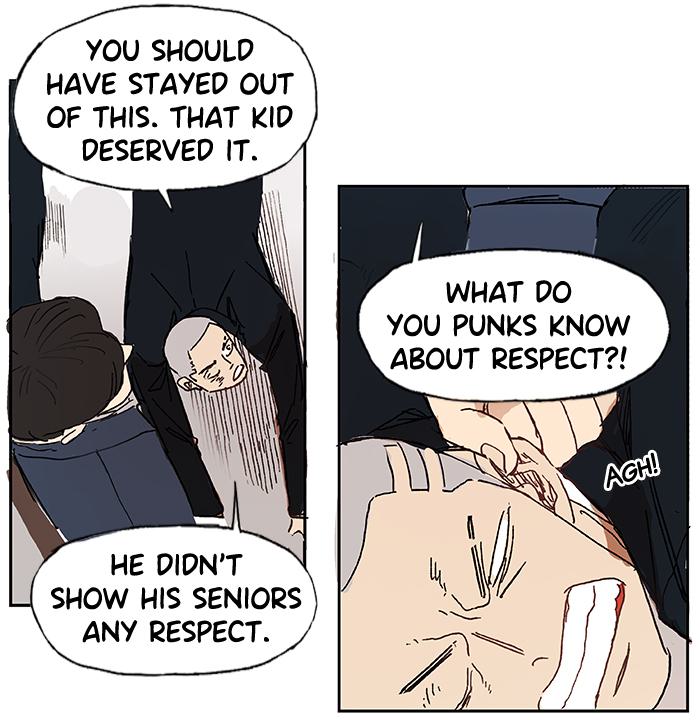 YOU SHOULD
HAVE STAYED OUT
OF THIS. THAT KID
DESERVED IT.
HE DIDN'T
SHOW HIS SENIORS
ANY RESPECT.
WHAT DO
YOU PUNKS KNOW
ABOUT RESPECT?!
AGH!